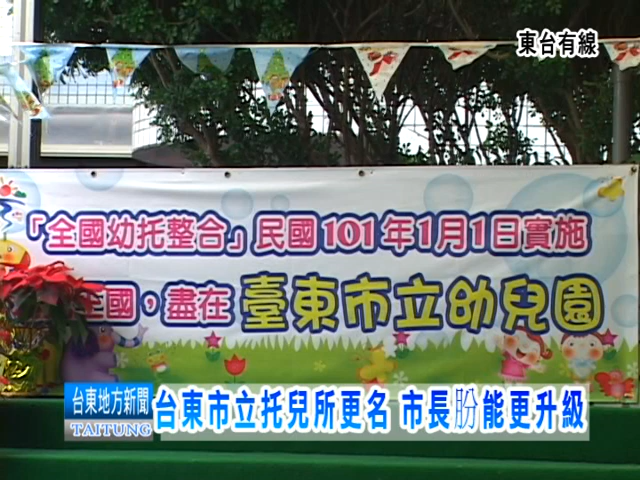 東台有線
「全國幼托整合」民國101年1月1日實施
全國，盡在 臺東市立幼兒園
台東地方新聞
TAITUNG
台東市立托兒所更名 市長朌能更升級